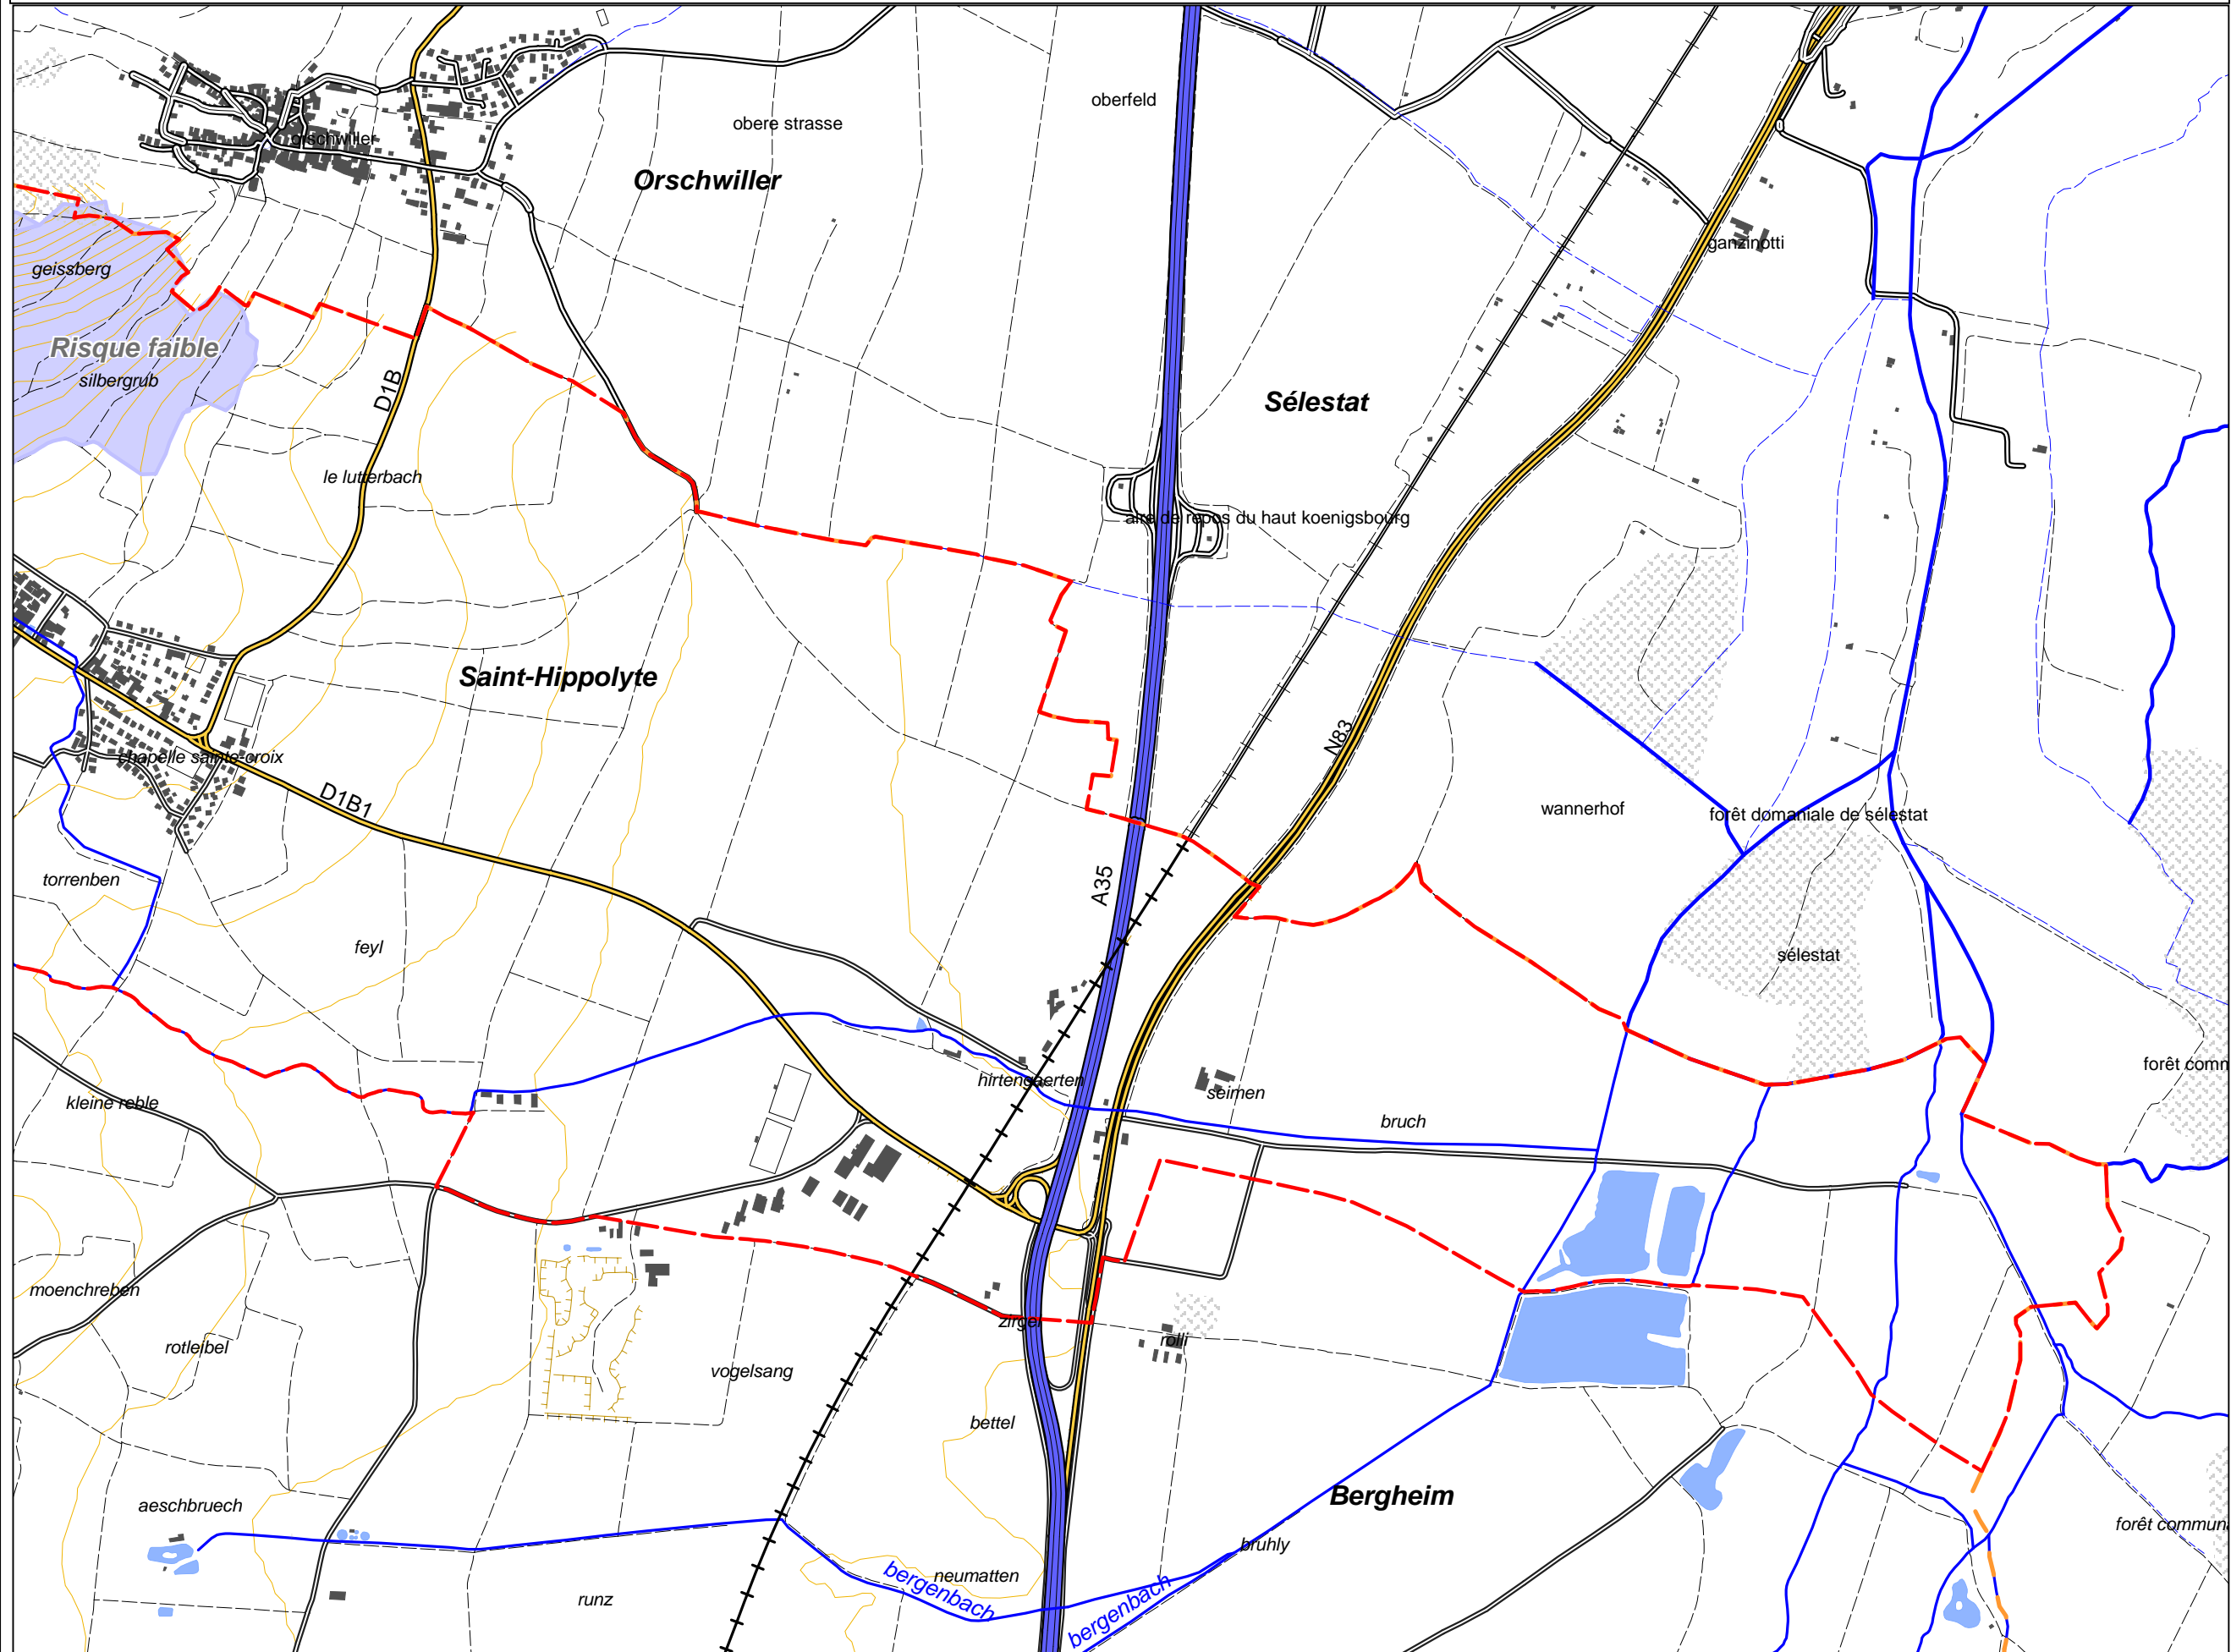 oberfeld
obere strasse
orschwiller
Orschwiller
ganzinotti
geissberg
Risque faible
silbergrub
D1B
Sélestat
le lutterbach
aire de repos du haut koenigsbourg
Saint-Hippolyte
N83
chapelle sainte-croix
D1B1
wannerhof
forêt domaniale de sélestat
A35
torrenben
feyl
sélestat
forêt comm
hirtengaerten
seimen
kleine reble
bruch
moenchreben
zirgel
rolli
rotleibel
vogelsang
bettel
Bergheim
aeschbruech
forêt commun
bruhly
neumatten
bergenbach
bergenbach
runz